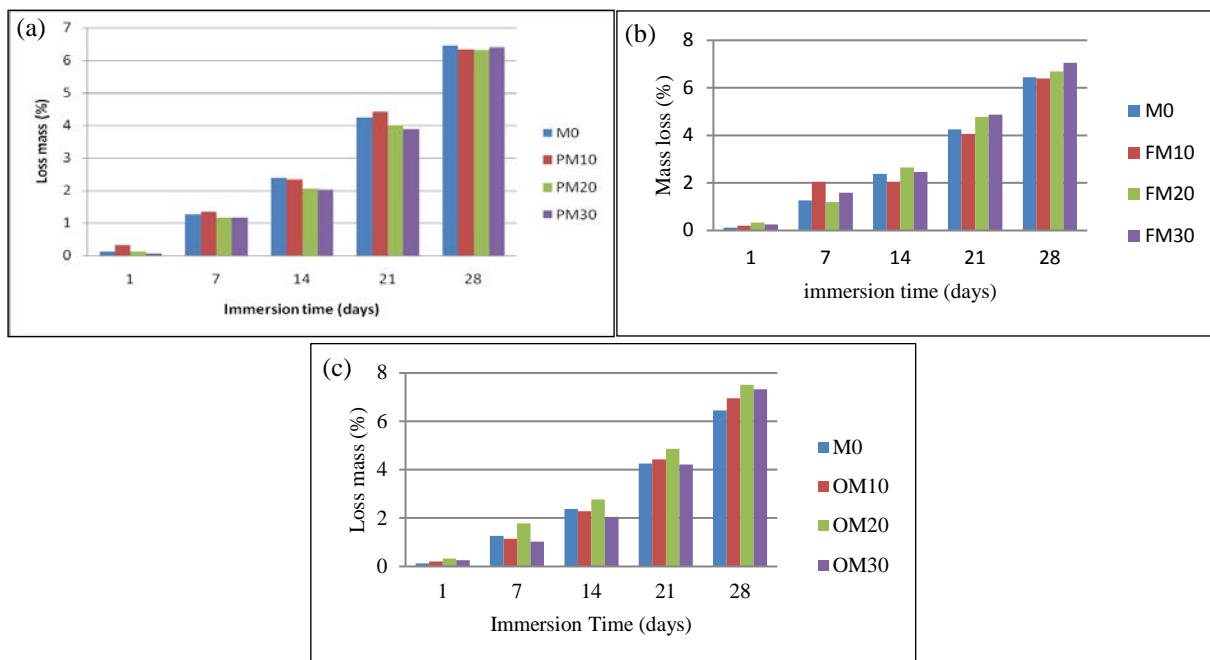 (a)
7
6
5
4
3
2
1
0
Loss mass (%)
1 7 14 21 28
Immersion time (days)
M0
PM10
PM20
PM30
(b)
8
6
4
2
0
Mass loss (%)
1 7 14 21 28
immersion time (days)
M0
FM10
FM20
FM30
(c)
8
6
4
2
0
Loss mass (%)
1 7 14 21 28
Immersion Time (days)
M0
OM10
OM20
OM30